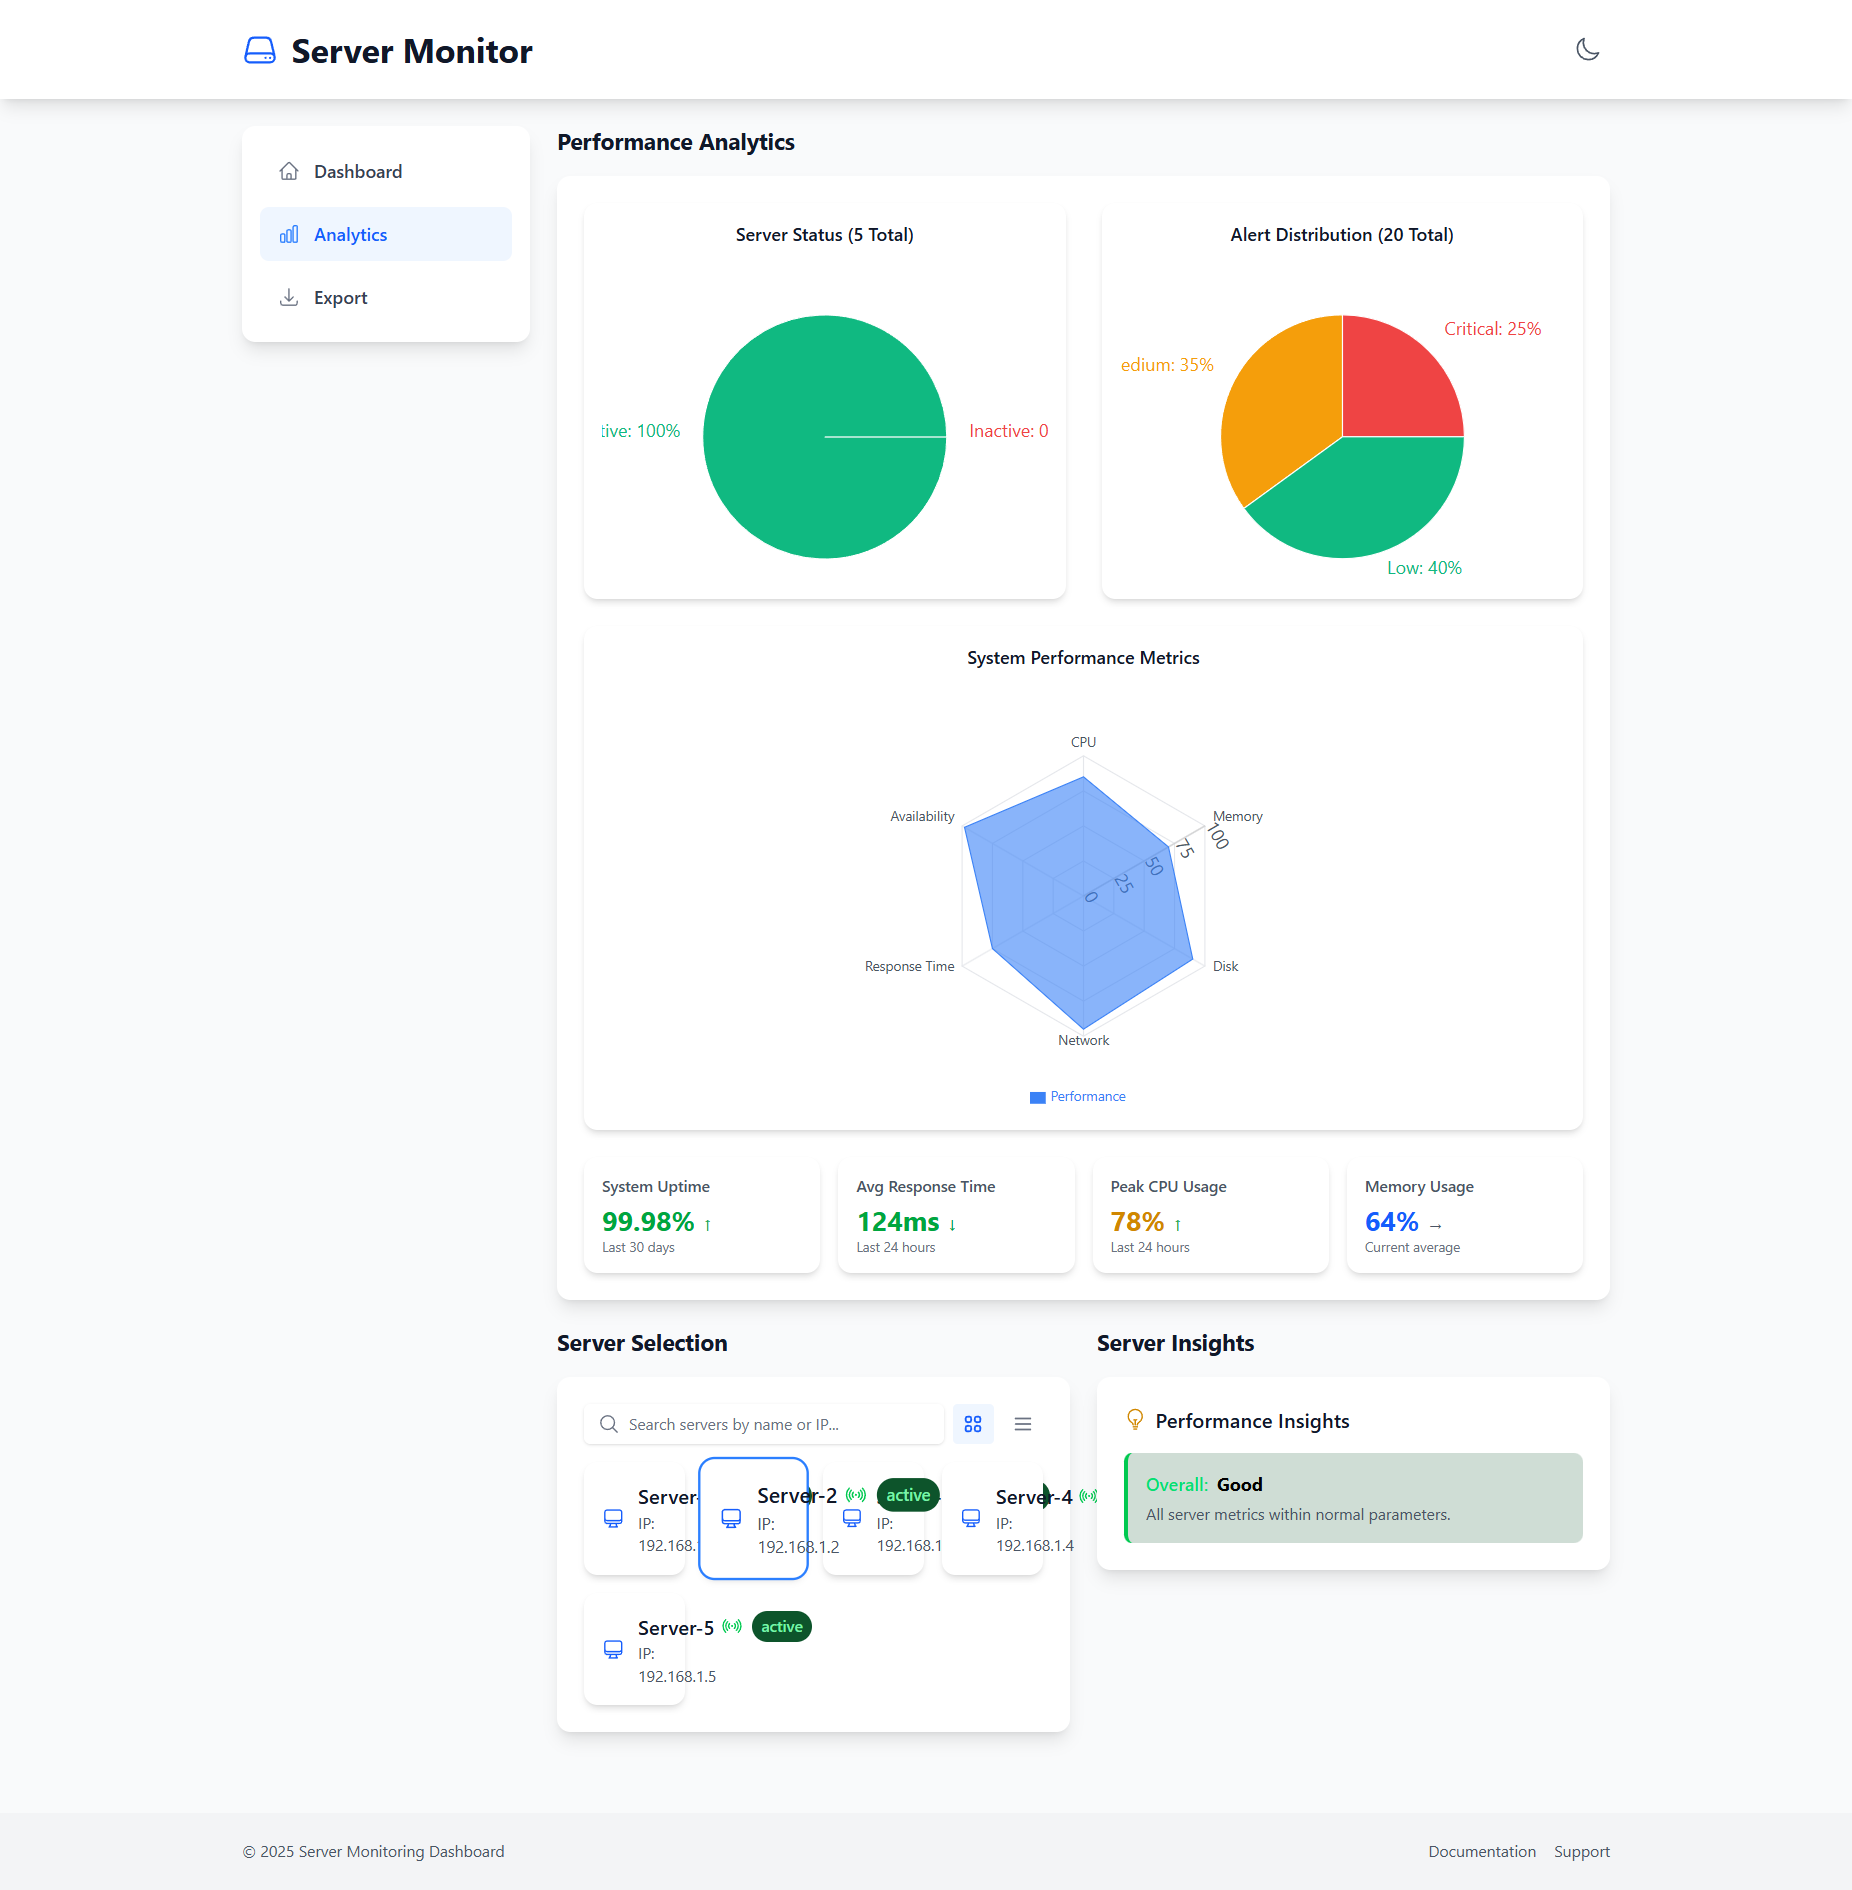 Server Monitor
Dashboard
Analytics
Export
Performance Analytics
Server Status (5 Total)
tive: 100%
Inactive: 0
Alert Distribution (20 Total)
Critical: 25%
edium: 35%
Low: 40%
System Performance Metrics
CPU
Availability
Memory
100
75
50
25
0
Response Time
Disk
Network
Performance
System Uptime
99.98% ↑
Last 30 days
Avg Response Time
124ms ↓
Last 24 hours
Peak CPU Usage
78% ↑
Last 24 hours
Memory Usage
64% →
Current average
Server Selection
Search servers by name or IP...
Server-
IP:
192.168.
Server-2
active
IP:
192.168.1.2
IP:
192.168.1
Server-4
IP:
192.168.1.4
Server-5
active
IP:
192.168.1.5
Server Insights
Performance Insights
Overall: Good
All server metrics within normal parameters.
© 2025 Server Monitoring Dashboard
Documentation
Support